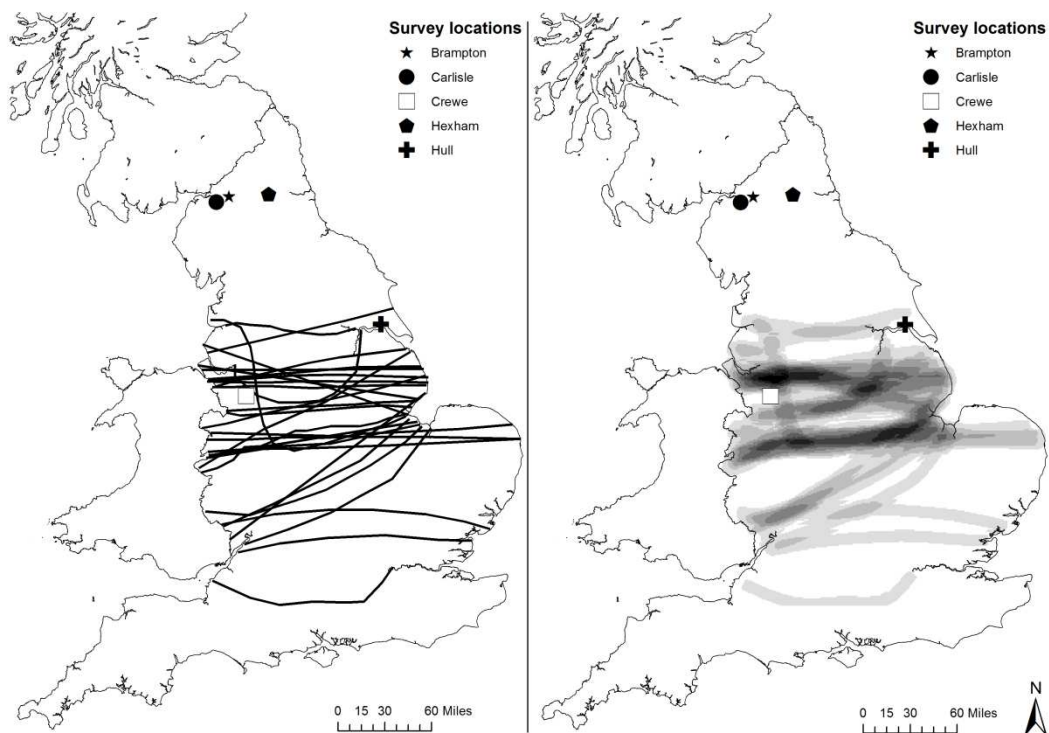 Survey locations
Brampton
Carlisle
Crewe
Hexham
Hull
0 15 30 60 Miles
Survey locations
Brampton
Carlisle
Crewe
Hexham
Hull
N
0 15 30 60 Miles